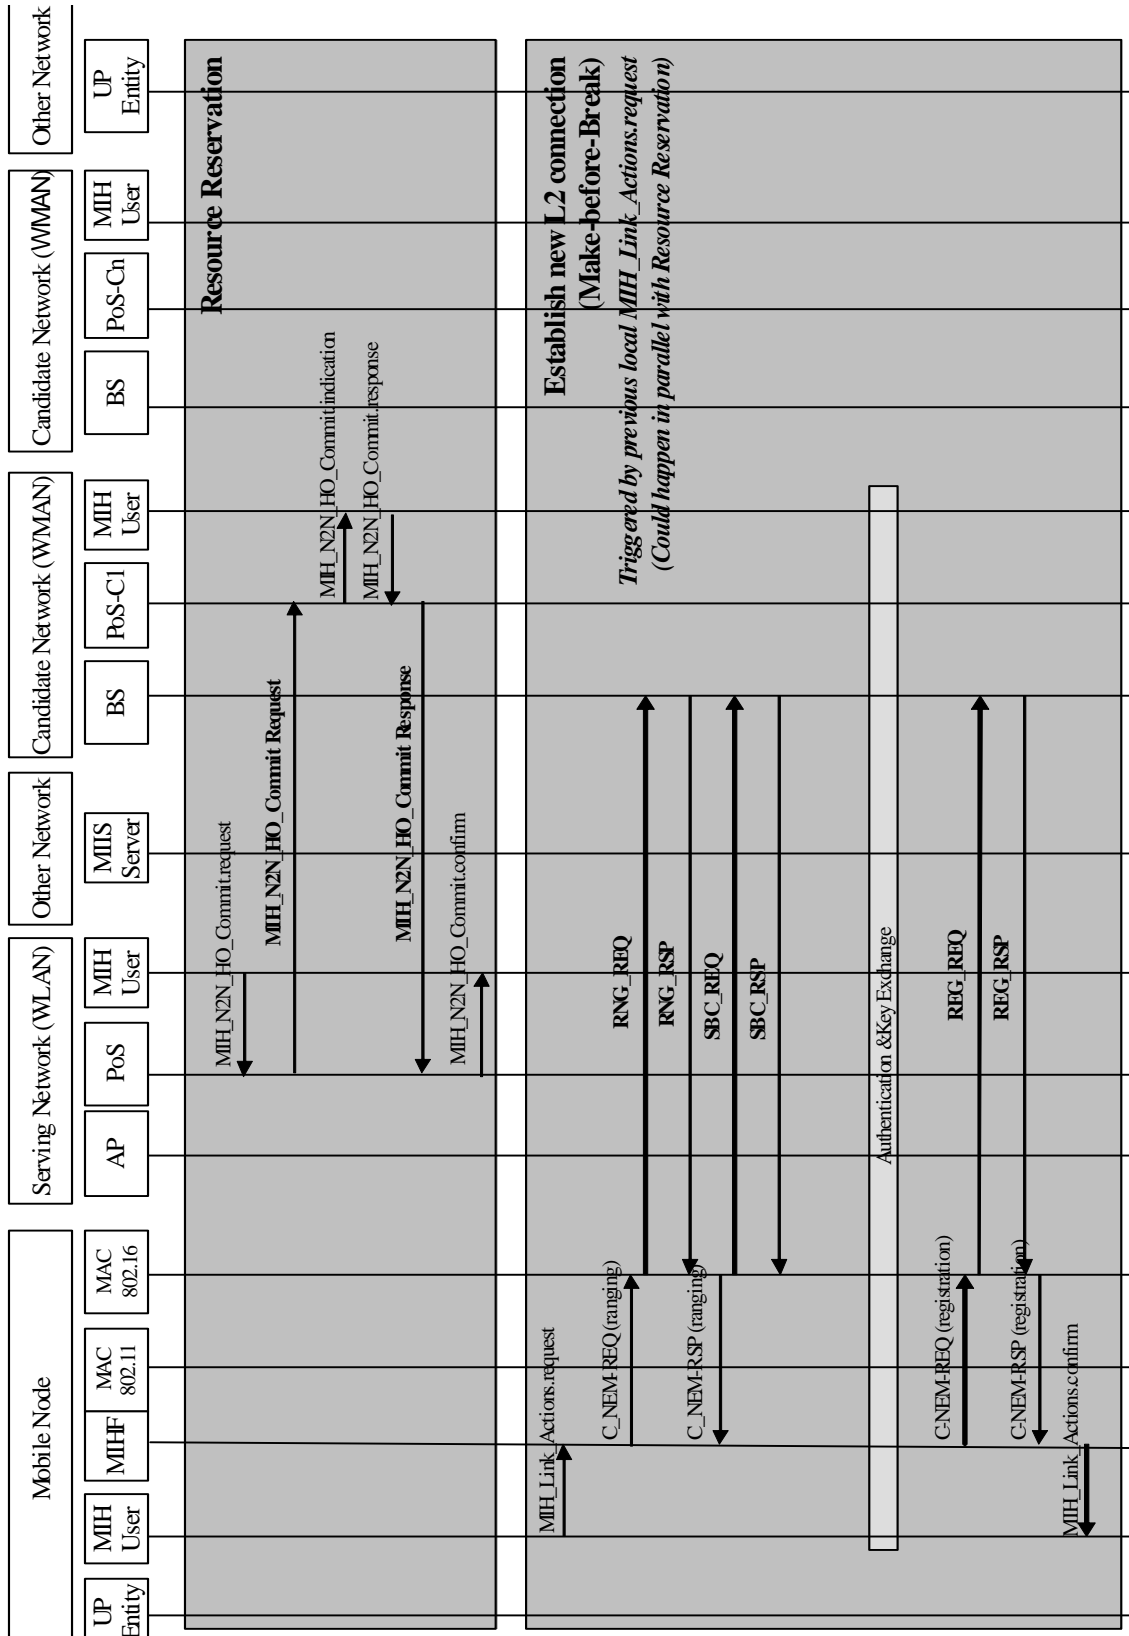 Mobile Node
Serving Network (WLAN)
Other Network
Candidate Network (WMAN)
Candidate Network (WMAN)
Other Network
UP
Entity
MIH
User
MIHF
MAC
802.11
MAC
802.16
AP
PoS
MIH
User
MIIS
Server
BS
PoS-C1
MIH
User
BS
PoS-Cn
MIH
User
UP
Entity
Resource Reservation
MIH_N2N_HO_Commit.request
MIH_N2N_HO_Commit Request
MIH_N2N_HO_Commit.indication
MIH_N2N_HO_Commit.response
MIH_N2N_HO_Commit Response
MIH_N2N_HO_Commit.confirm
Establish new L2 connection
(Make-before-Break)
Triggered by previous local MIH_Link_Actions.request
(Could happen in parallel with Resource Reservation)
MIH_Link_Actions.request
C_NEM-REQ (ranging)
RNG_REQ
RNG_RSP
C_NEM-RSP (ranging)
SBC_REQ
SBC_RSP
Authentication &Key Exchange
C-NEM-REQ (registration)
REG_REQ
REG_RSP
C-NEM-RSP (registration)
MIH_Link_Actions.confirm